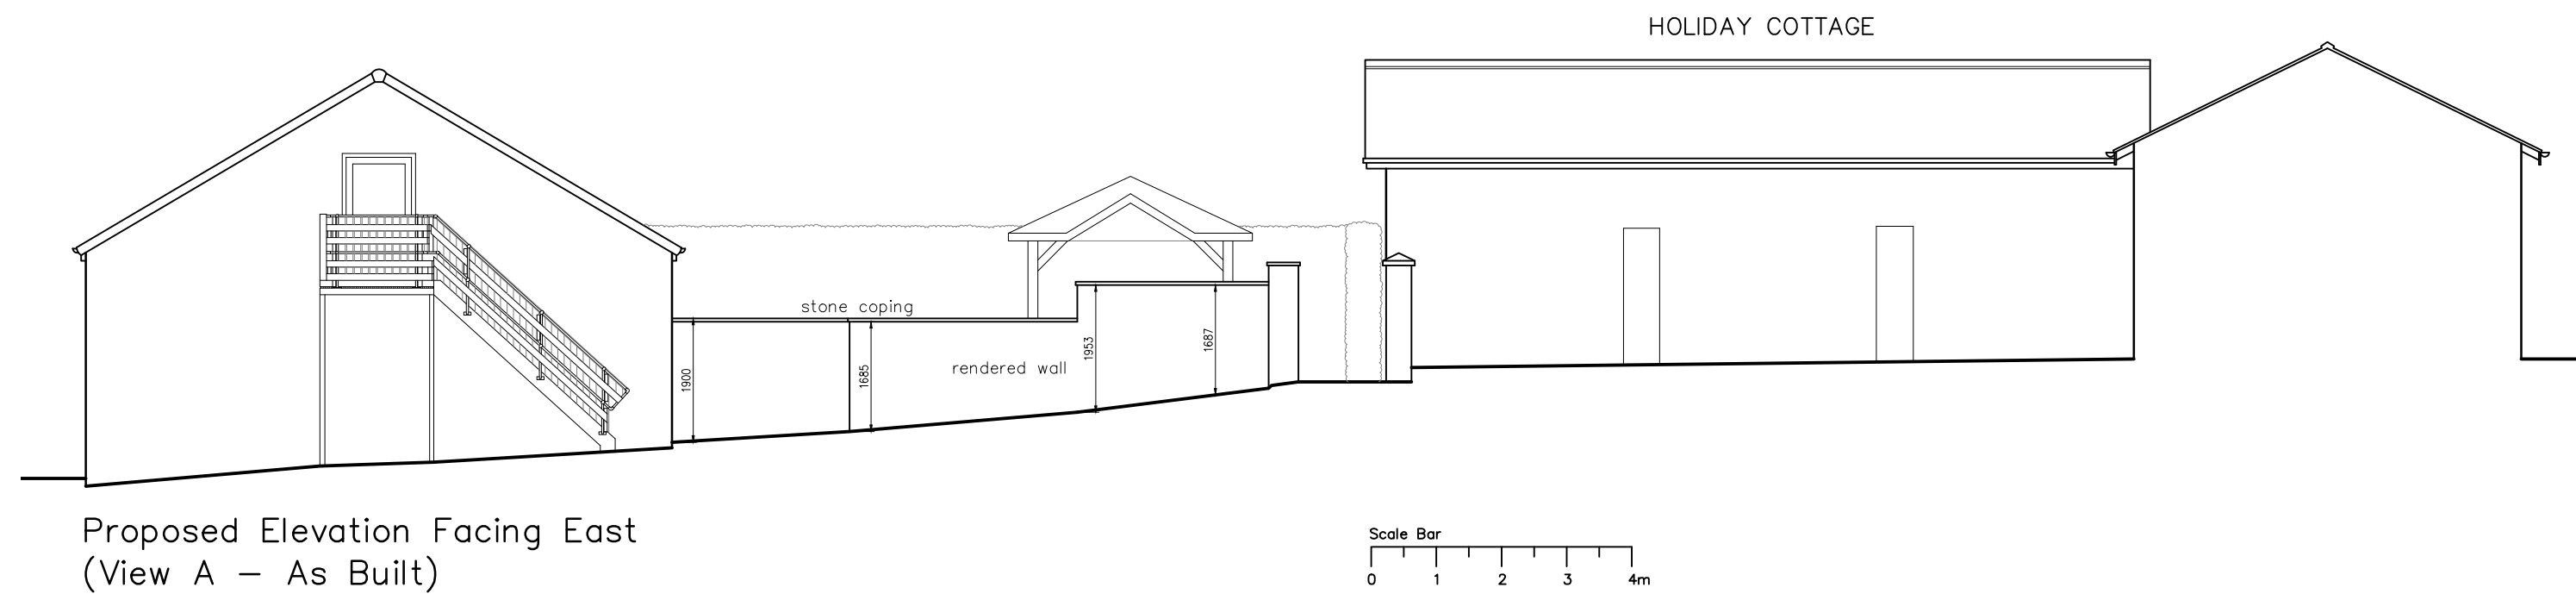 HOLIDAY COTTAGE
stone coping
rendered wall
1900
1685
1953
1687
Proposed Elevation Facing East
(View A – As Built)
Scale Bar
0 1 2 3 4m